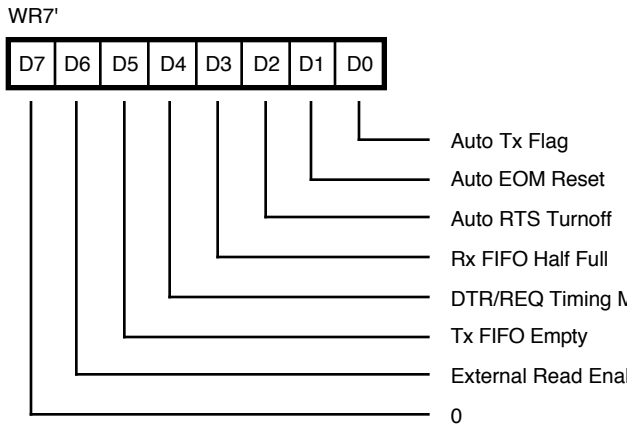 WR7'
D7 D6 D5 D4 D3 D2 D1 D0
Auto Tx Flag
Auto EOM Reset
Auto RTS Turnoff
Rx FIFO Half Full
DTR/REQ Timing
Tx FIFO Empty
External Read
0